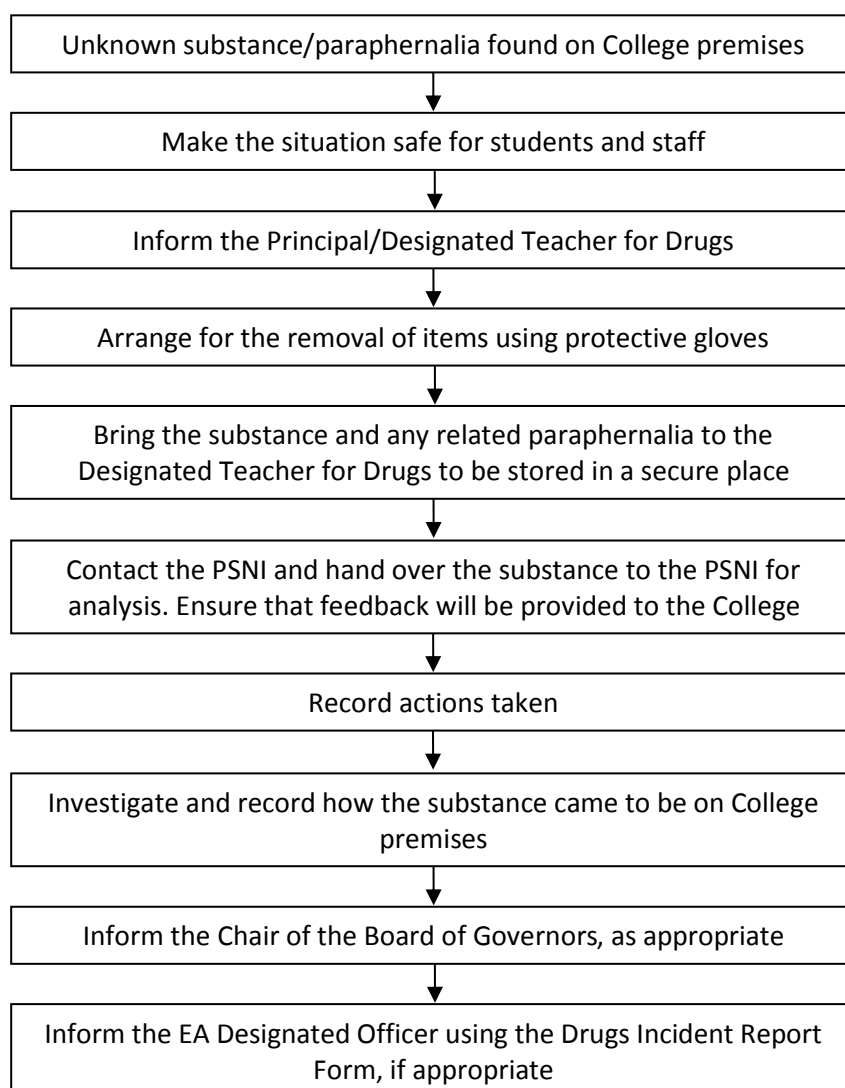 Unknown substance/paraphernalia found on College premises
Make the situation safe for students and staff
Inform the Principal/Designated Teacher for Drugs
Arrange for the removal of items using protective gloves
Bring the substance and any related paraphernalia to the
Designated Teacher for Drugs to be stored in a secure place
Contact the PSNI and hand over the substance to the PSNI for
analysis. Ensure that feedback will be provided to the College
Record actions taken
Investigate and record how the substance came to be on College
premises
Inform the Chair of the Board of Governors, as appropriate
Inform the EA Designated Officer using the Drugs Incident Report
Form, if appropriate